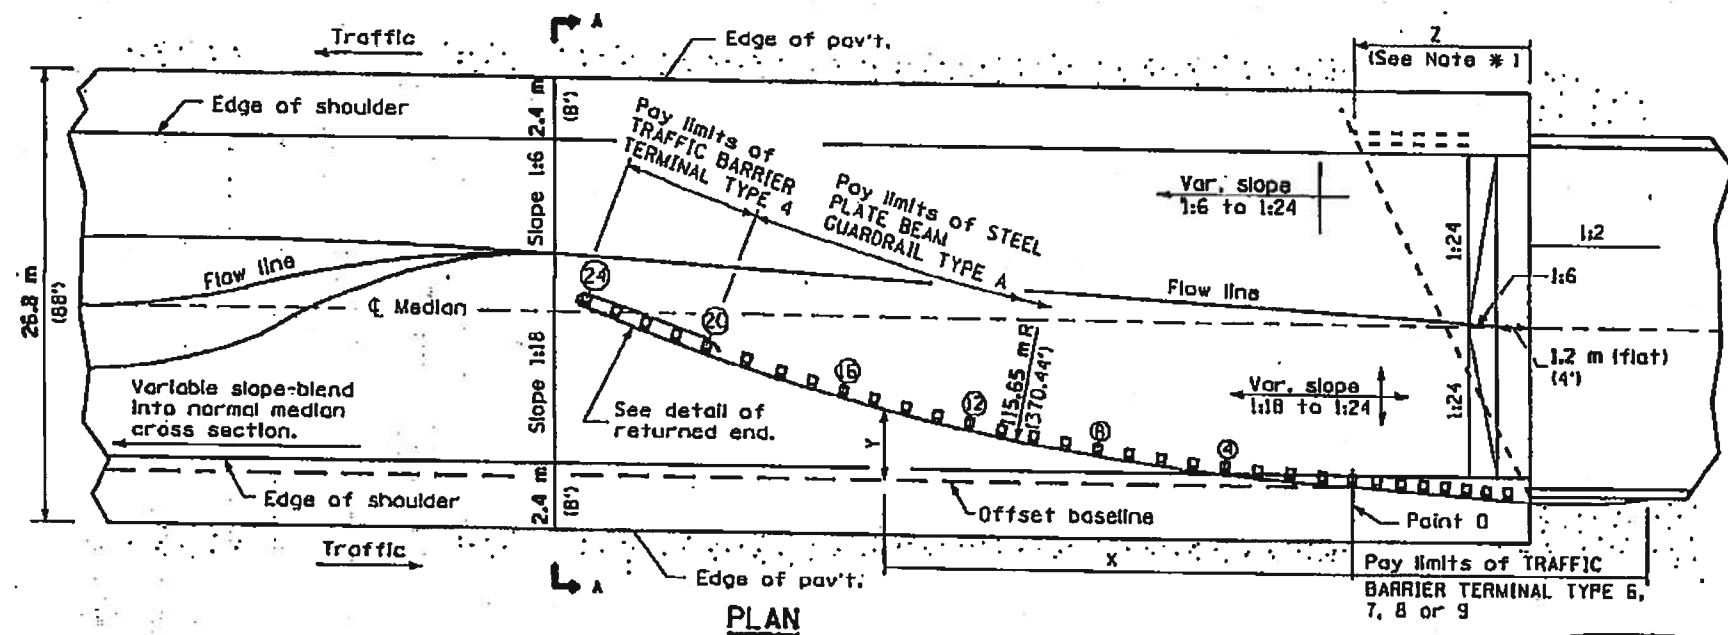 Traffic
A
Edge of pav't.
Z
(See Note * )
Edge of shoulder
2.4 m
(8')
Pay limits of
TRAFFIC BARRIER
TERMINAL TYPE 4
Pay limits of STEEL
PLATE BEAM
GUARDRAIL TYPE A
Var. slope
1:6 to 1:24
Slope 1:6
1:24
1:2
1:6
26.8 m
(88')
Flow line
Flow line
24
℄ Median
20
1.2 m (flat)
(4')
115.65 m R
(370.44')
16
12
8
4
Var. slope
1:18 to 1:24
1:24
Slope 1:18
Variable slope-blend
into normal median
cross section.
See detail of
returned end.
Y
Edge of shoulder
2.4 m
(8')
Offset baseline
Point 0
Traffic
A
Edge of pav't.
X
Pay limits of TRAFFIC
BARRIER TERMINAL TYPE 6,
7, 8 or 9
PLAN